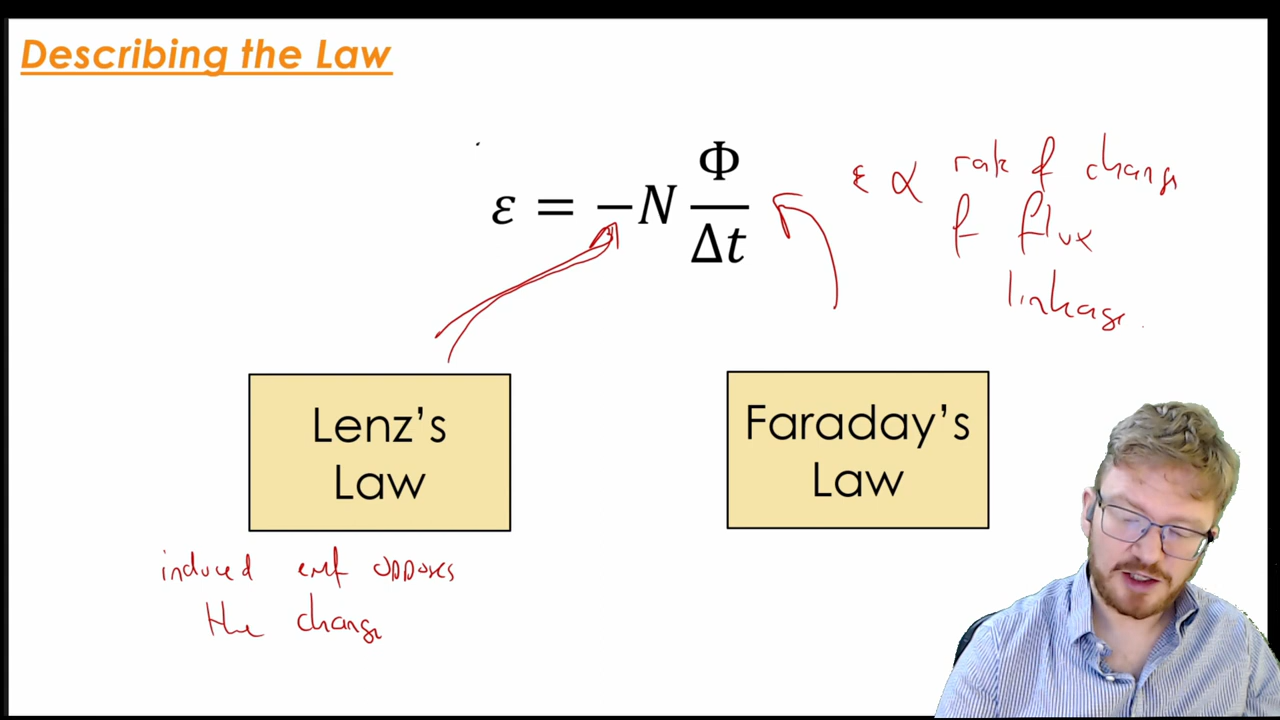 Describing the Law
ε = −N Φ/Δt
ε ∝ rate of change
of flux
linkage
Lenz's
Law
Faraday's
Law
induced emf opposes
the change